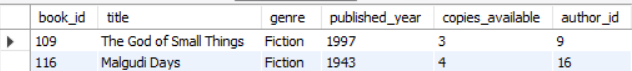 book_id title genre published_year copies_available author_id
109 The God of Small Things Fiction 1997 3 9
116 Malgudi Days Fiction 1943 4 16